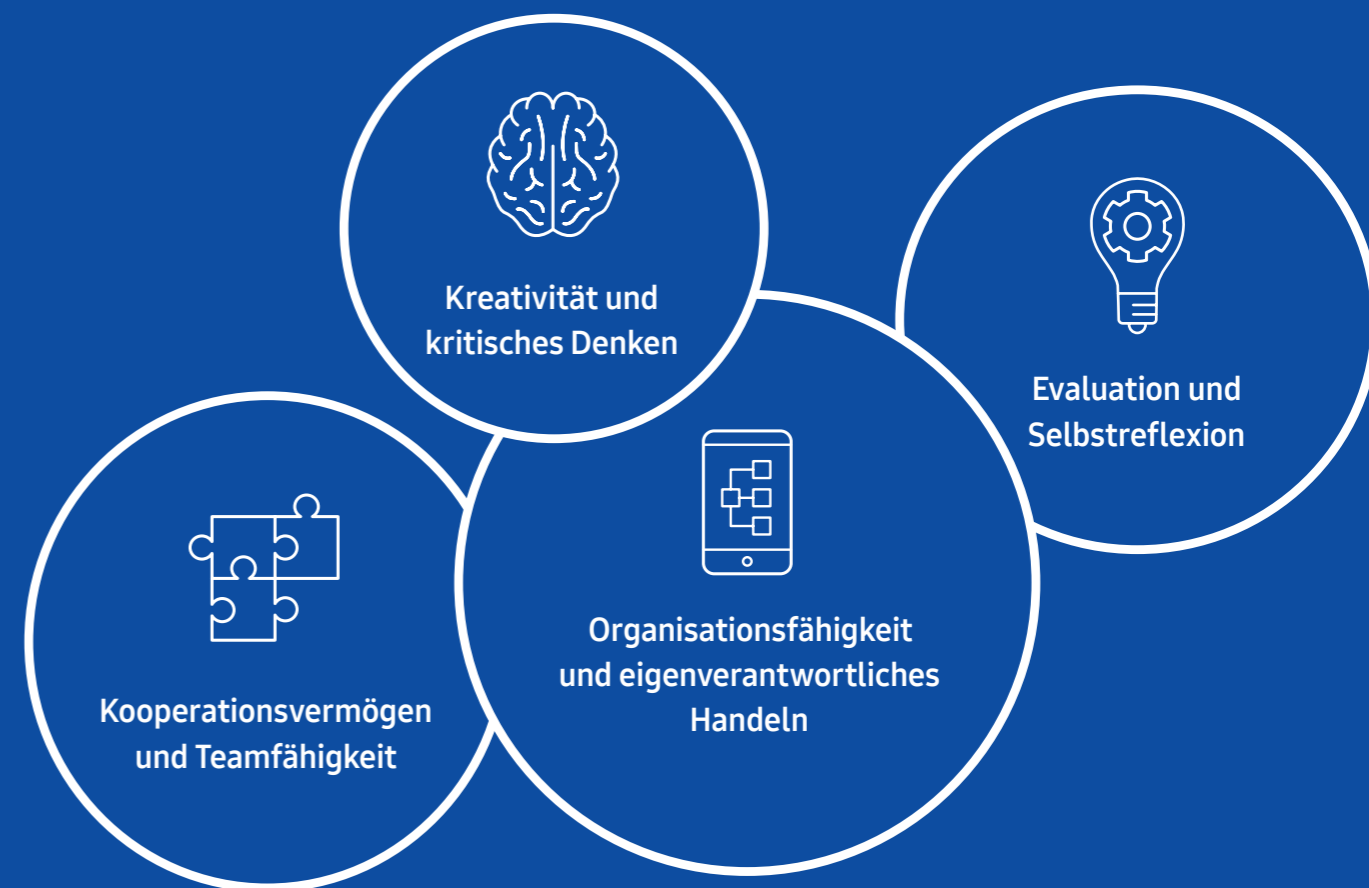 Kreativität und
kritisches Denken
Evaluation und
Selbstreflexion
Kooperationsvermögen
und Teamfähigkeit
Organisationsfähigkeit
und eigenverantwortliches
Handeln